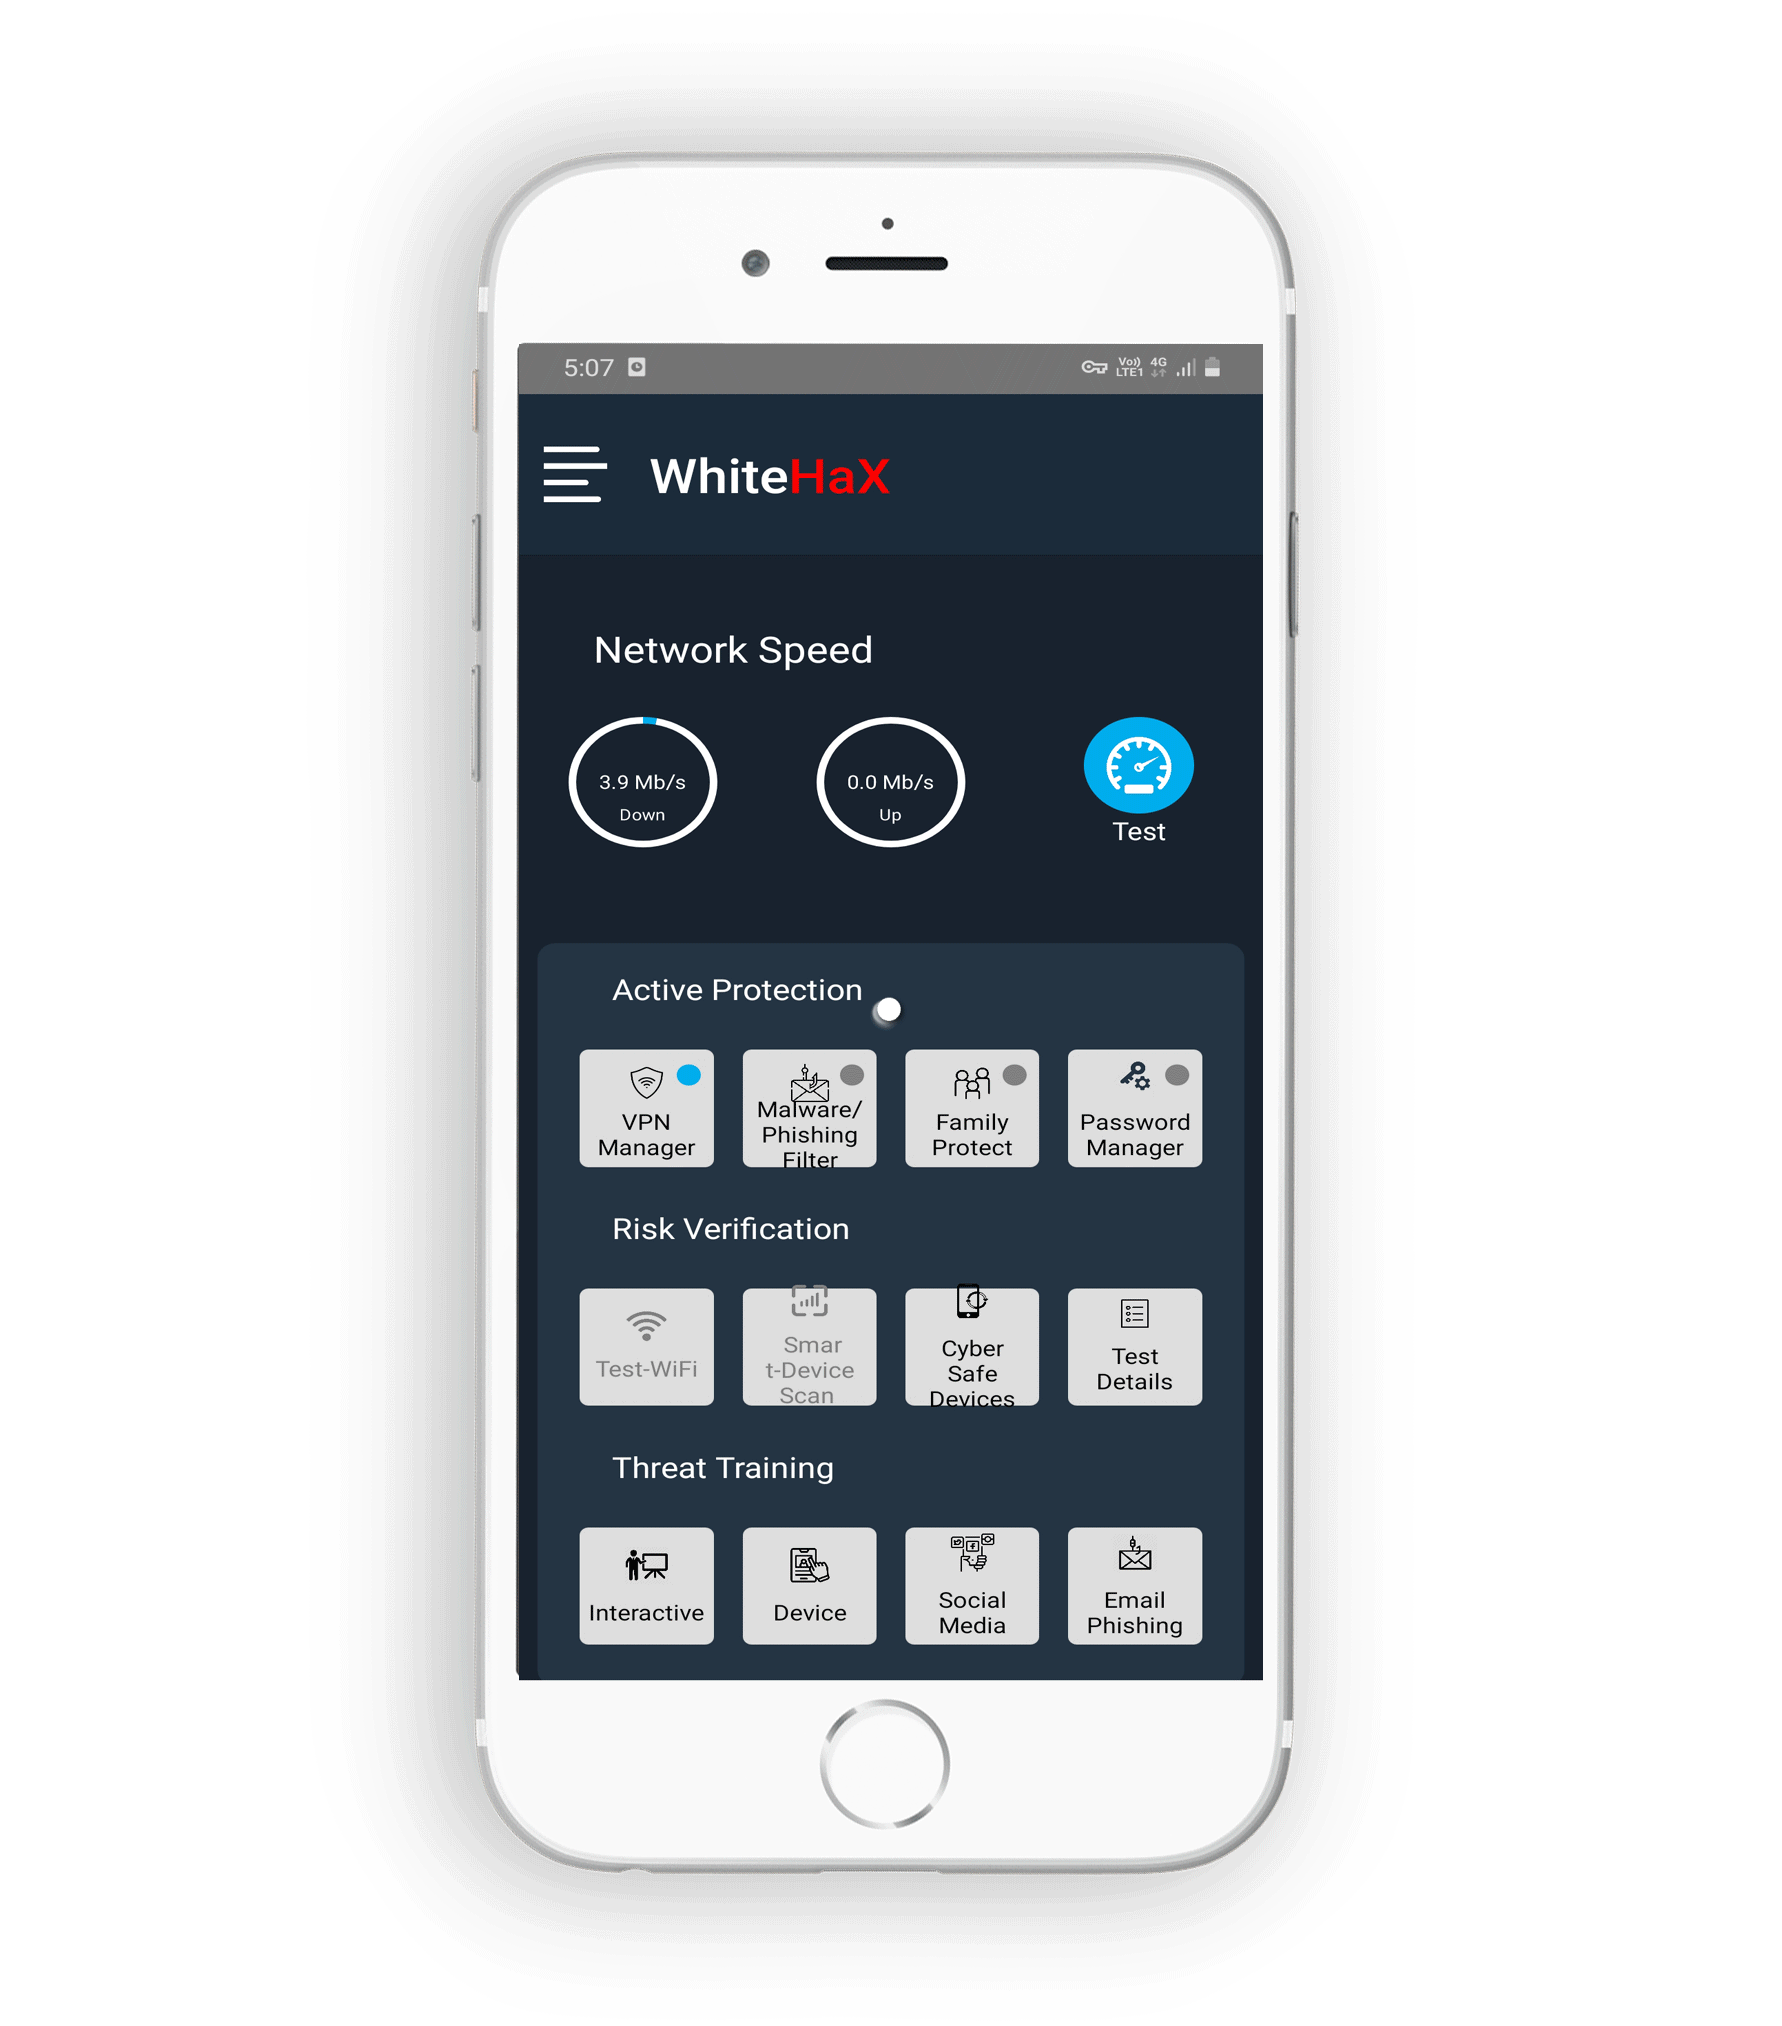 5:07 Vo)) 4G
LTE1
WhiteHaX
Network Speed
3.9 Mb/s 0.0 Mb/s
Down Up Test
Active Protection
VPN
Manager
Malware/
Phishing
Filter
Family
Protect
Password
Manager
Risk Verification
Test-WiFi
Smar
t-Device
Scan
Cyber
Safe
Devices
Test
Details
Threat Training
Interactive
Device
Social
Media
Email
Phishing